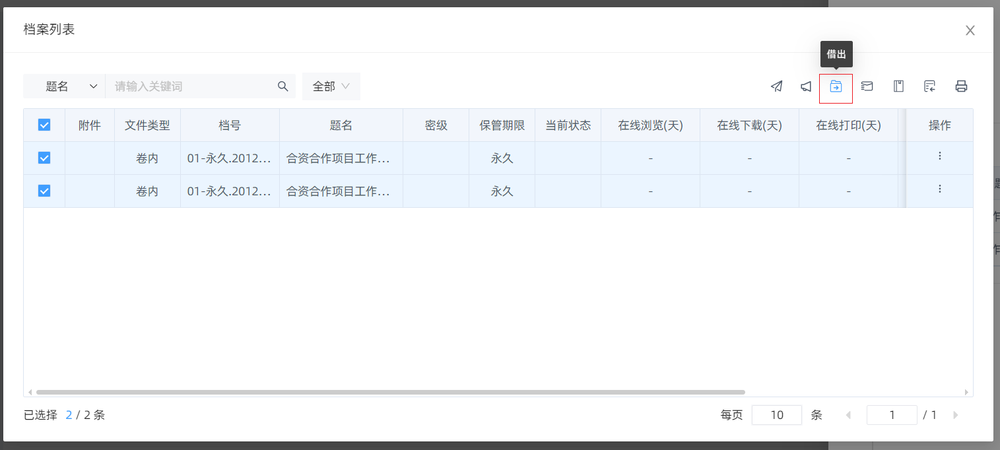 档案列表
借出
题名 请输入关键词 全部
附件 文件类型 档号 题名 密级 保管期限 当前状态 在线浏览(天) 在线下载(天) 在线打印(天) 操作
卷内 01-永久.2012... 合资合作项目工作... 永久 - - -
卷内 01-永久.2012... 合资合作项目工作... 永久 - - -
已选择 2 / 2 条 每页 10 条 1 / 1